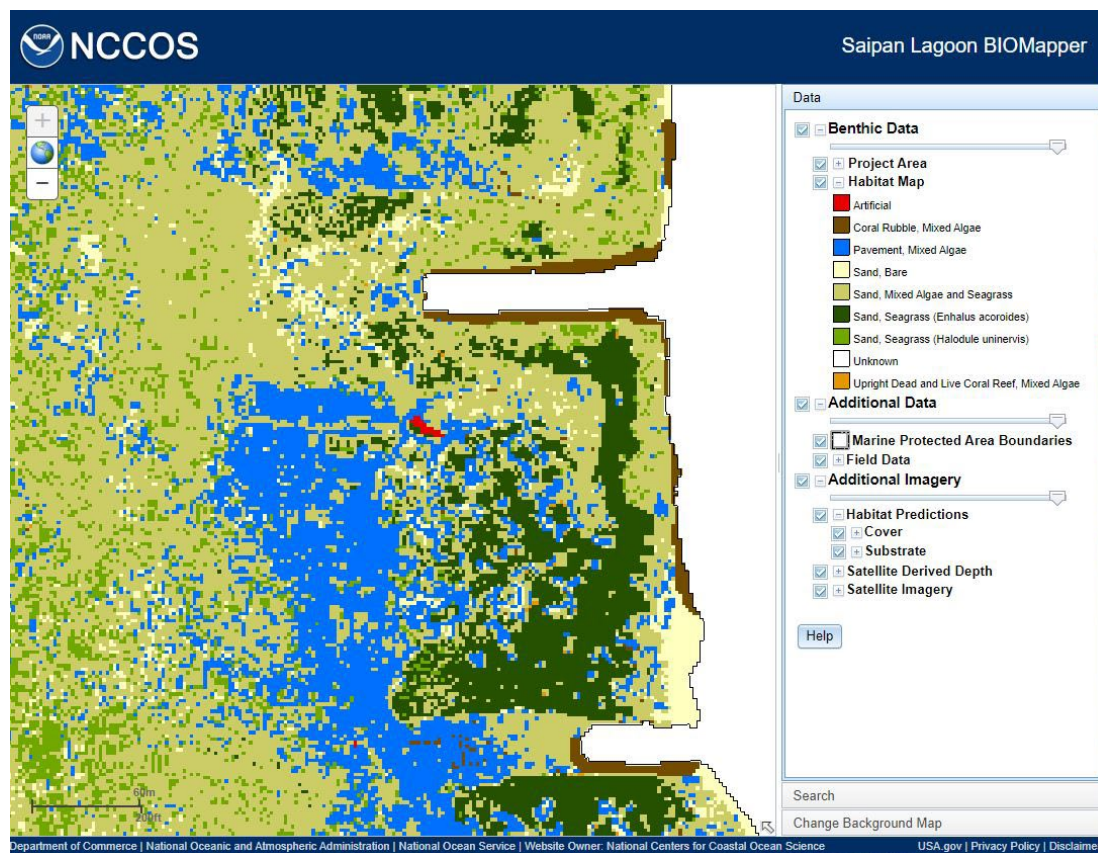 NOAA
NCCOS
Saipan Lagoon BIOMapper
Data
Benthic Data
Project Area
Habitat Map
Artificial
Coral Rubble, Mixed Algae
Pavement, Mixed Algae
Sand, Bare
Sand, Mixed Algae and Seagrass
Sand, Seagrass (Enhalus acoroides)
Sand, Seagrass (Halodule uninervis)
Unknown
Upright Dead and Live Coral Reef, Mixed Algae
Additional Data
Marine Protected Area Boundaries
Field Data
Additional Imagery
Habitat Predictions
Cover
Substrate
Satellite Derived Depth
Satellite Imagery
Help
60m
200ft
Search
Change Background Map
Department of Commerce | National Oceanic and Atmospheric Administration | National Ocean Service | Website Owner: National Centers for Coastal Ocean Science USA.gov | Privacy Policy | Disclaime